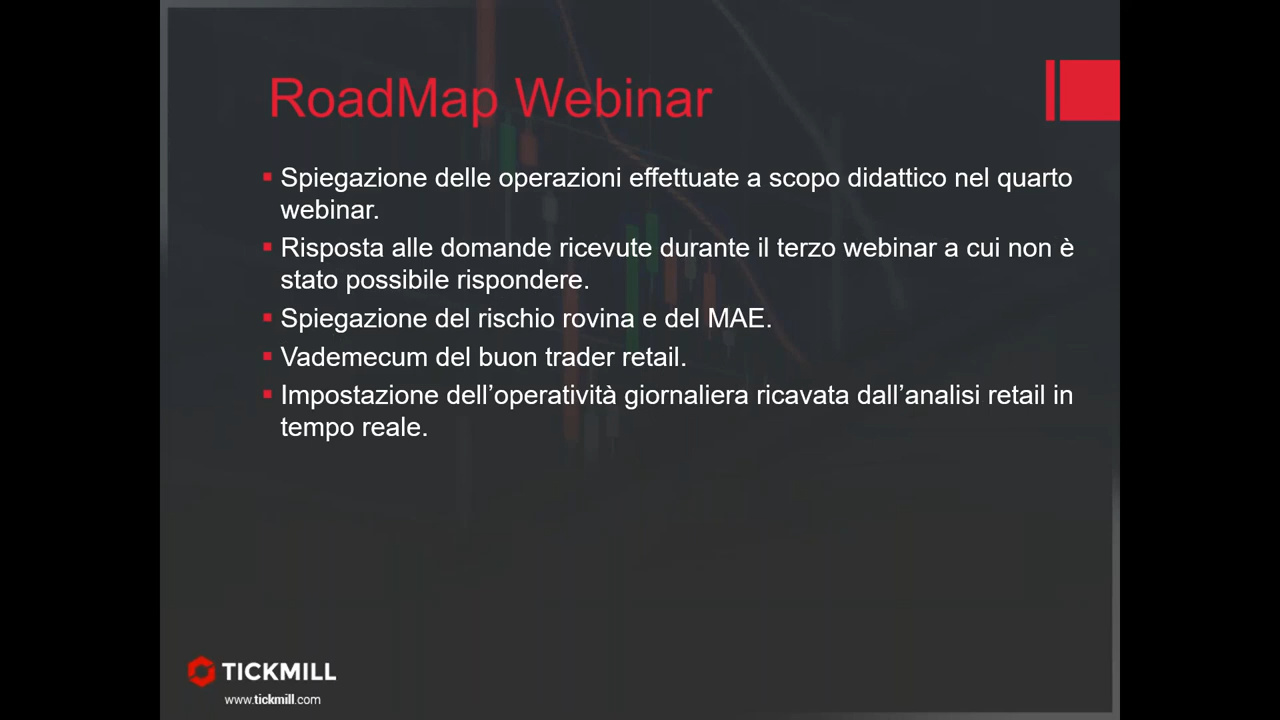 RoadMap Webinar
Spiegazione delle operazioni effettuate a scopo didattico nel quarto
webinar.
Risposta alle domande ricevute durante il terzo webinar a cui non è
stato possibile rispondere.
Spiegazione del rischio rovina e del MAE.
Vademecum del buon trader retail.
Impostazione dell’operatività giornaliera ricavata dall’analisi retail in
tempo reale.
TICKMILL
www.tickmill.com